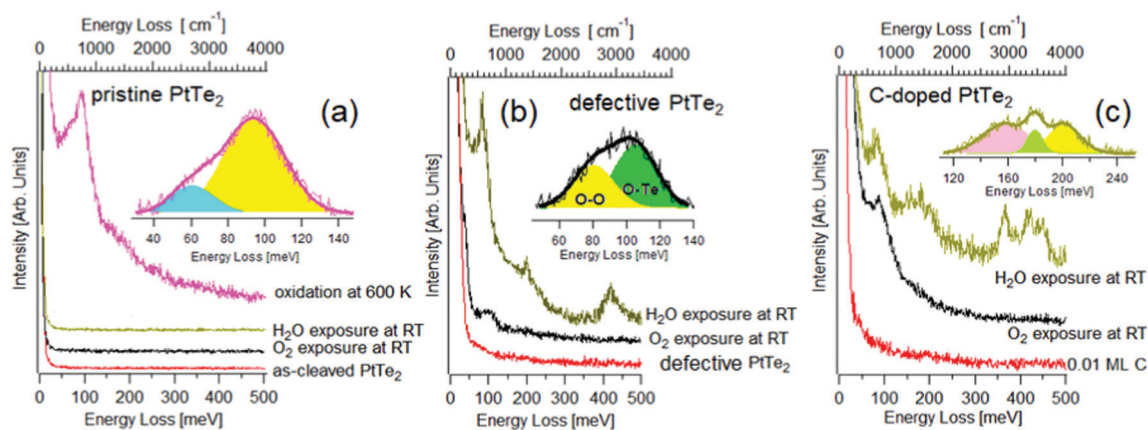 Energy Loss [ cm⁻¹]
0 1000 2000 3000 4000
pristine PtTe₂
(a)
Intensity [Arb. Units]
40 60 80 100 120 140
Energy Loss [meV]
oxidation at 600 K
H₂O exposure at RT
O₂ exposure at RT
as-cleaved PtTe₂
0 100 200 300 400 500
Energy Loss [meV]
Energy Loss [ cm⁻¹]
0 1000 2000 3000 4000
(b)
defective PtTe₂
Intensity [Arb. Units]
O-O
O-Te
60 80 100 120 140
Energy Loss [meV]
H₂O exposure at RT
O₂ exposure at RT
defective PtTe₂
0 100 200 300 400 500
Energy Loss [meV]
Energy Loss [ cm⁻¹]
0 1000 2000 3000 4000
C-doped PtTe₂
(c)
Intensity [Arb. Units]
120 160 200 240
Energy Loss [meV]
H₂O exposure at RT
O₂ exposure at RT
0.01 ML C
0 100 200 300 400 500
Energy Loss [meV]